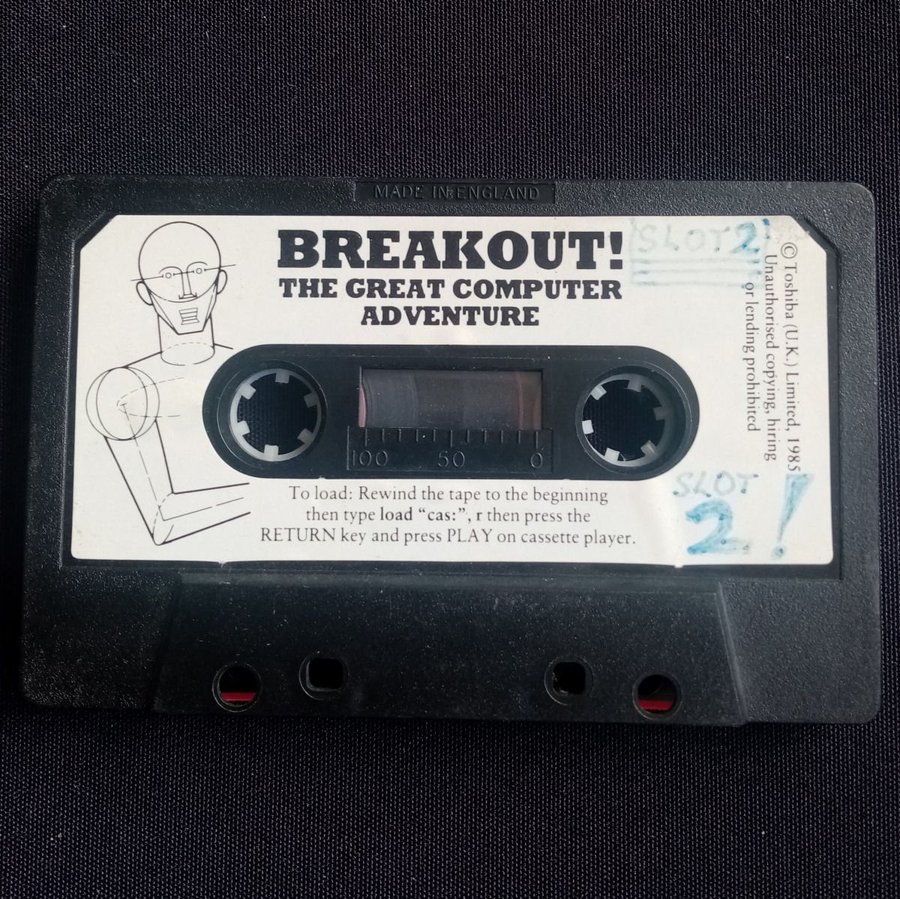 MADE IN ENGLAND
BREAKOUT!
THE GREAT COMPUTER
ADVENTURE
SLOT 2!
© Toshiba (U.K.) Limited, 1985
Unauthorised copying, hiring
or lending prohibited
100 50 0
To load: Rewind the tape to the beginning
then type load “cas:”, r then press the
RETURN key and press PLAY on cassette player.
SLOT
2!